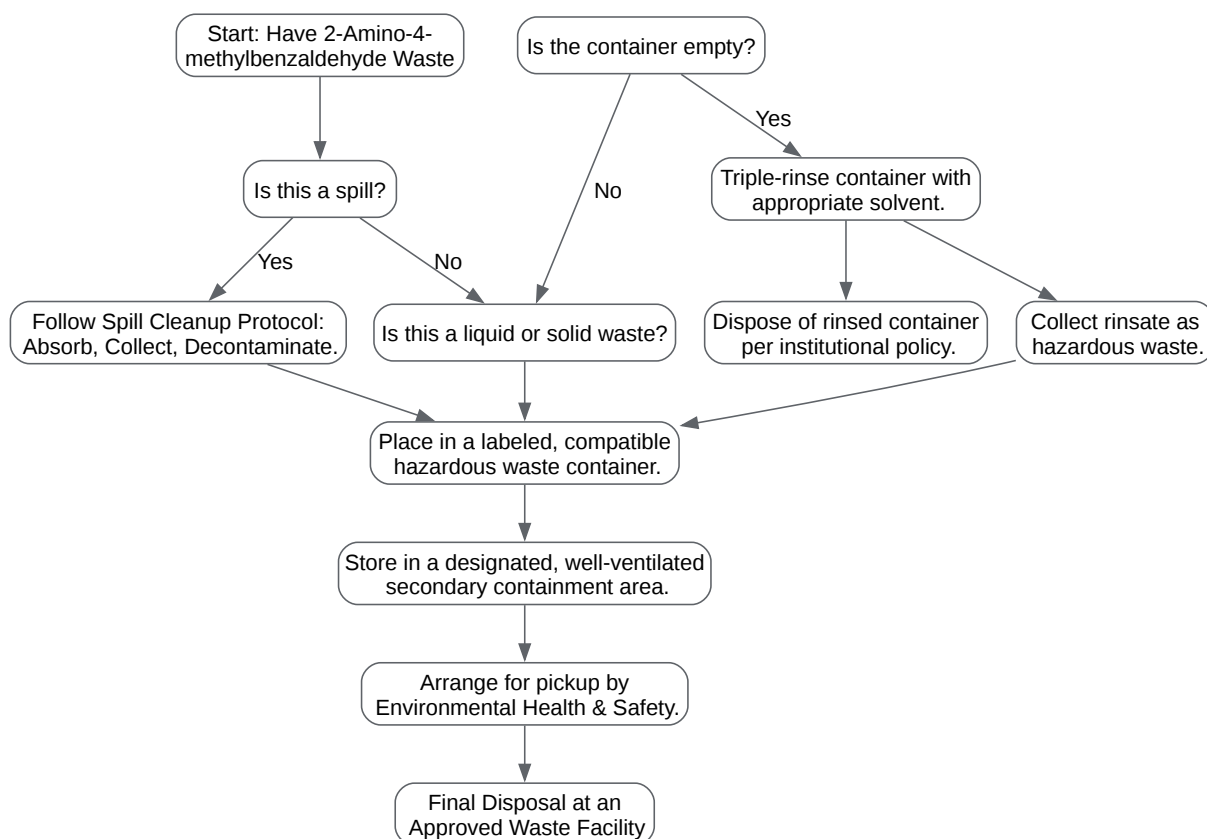 Start: Have 2-Amino-4-
methylbenzaldehyde Waste
Is the container empty?
Yes
Is this a spill?
No
Triple-rinse container with
appropriate solvent.
Yes
No
Follow Spill Cleanup Protocol:
Absorb, Collect, Decontaminate.
Is this a liquid or solid waste?
Dispose of rinsed container
per institutional policy.
Collect rinsate as
hazardous waste.
Place in a labeled, compatible
hazardous waste container.
Store in a designated, well-ventilated
secondary containment area.
Arrange for pickup by
Environmental Health & Safety.
Final Disposal at an
Approved Waste Facility